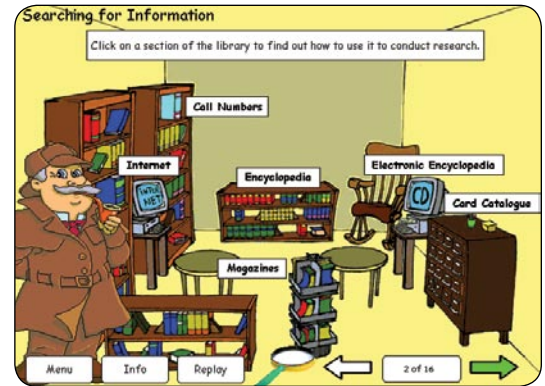 Searching for Information
Click on a section of the library to find out how to use it to conduct research.
Call Numbers
Internet
Encyclopedia
Electronic Encyclopedia
INTER
NET!
CD
Card Catalogue
Magazines
Menu
Info
Replay
2 of 16